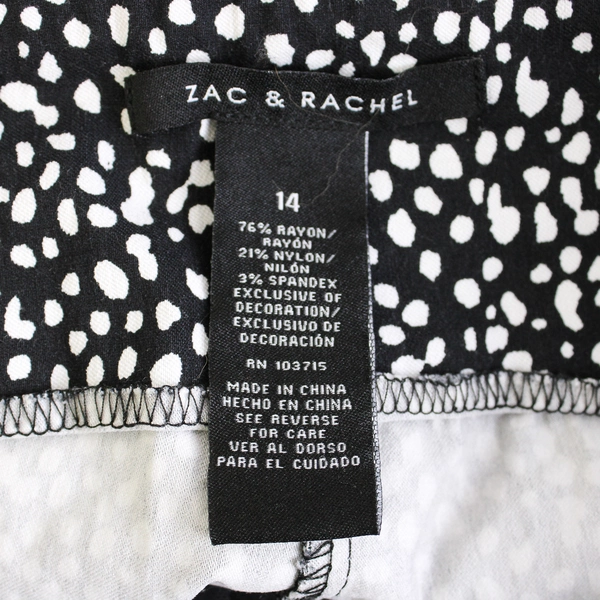 ZAC & RACHEL
14
76% RAYON/
RAYÓN
21% NYLON/
NILÓN
3% SPANDEX
EXCLUSIVE OF
DECORATION/
EXCLUSIVO DE
DECORACIÓN
RN 103715
MADE IN CHINA
HECHO EN CHINA
SEE REVERSE
FOR CARE
VER AL DORSO
PARA EL CUIDADO